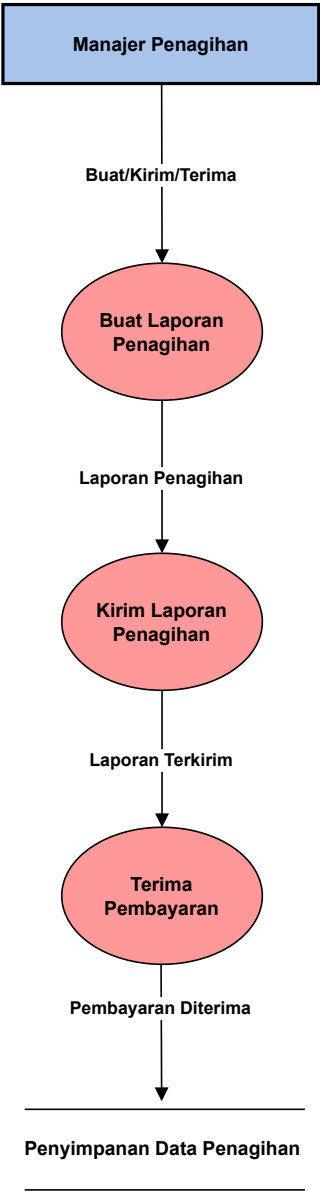 Manajer Penagihan
Buat/Kirim/Terima
Buat Laporan
Penagihan
Laporan Penagihan
Kirim Laporan
Penagihan
Laporan Terkirim
Terima
Pembayaran
Pembayaran Diterima
Penyimpanan Data Penagihan